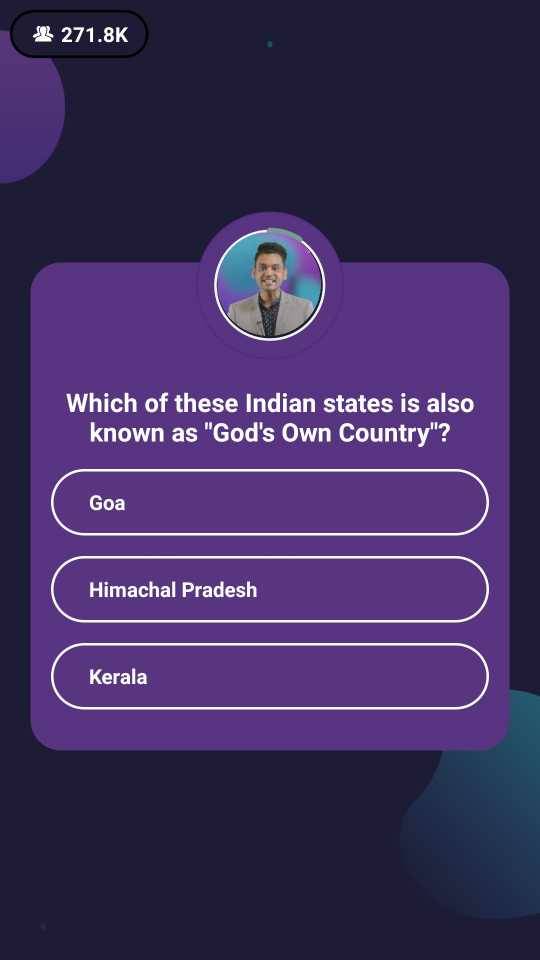 271.8K
Which of these Indian states is also
known as "God's Own Country"?
Goa
Himachal Pradesh
Kerala